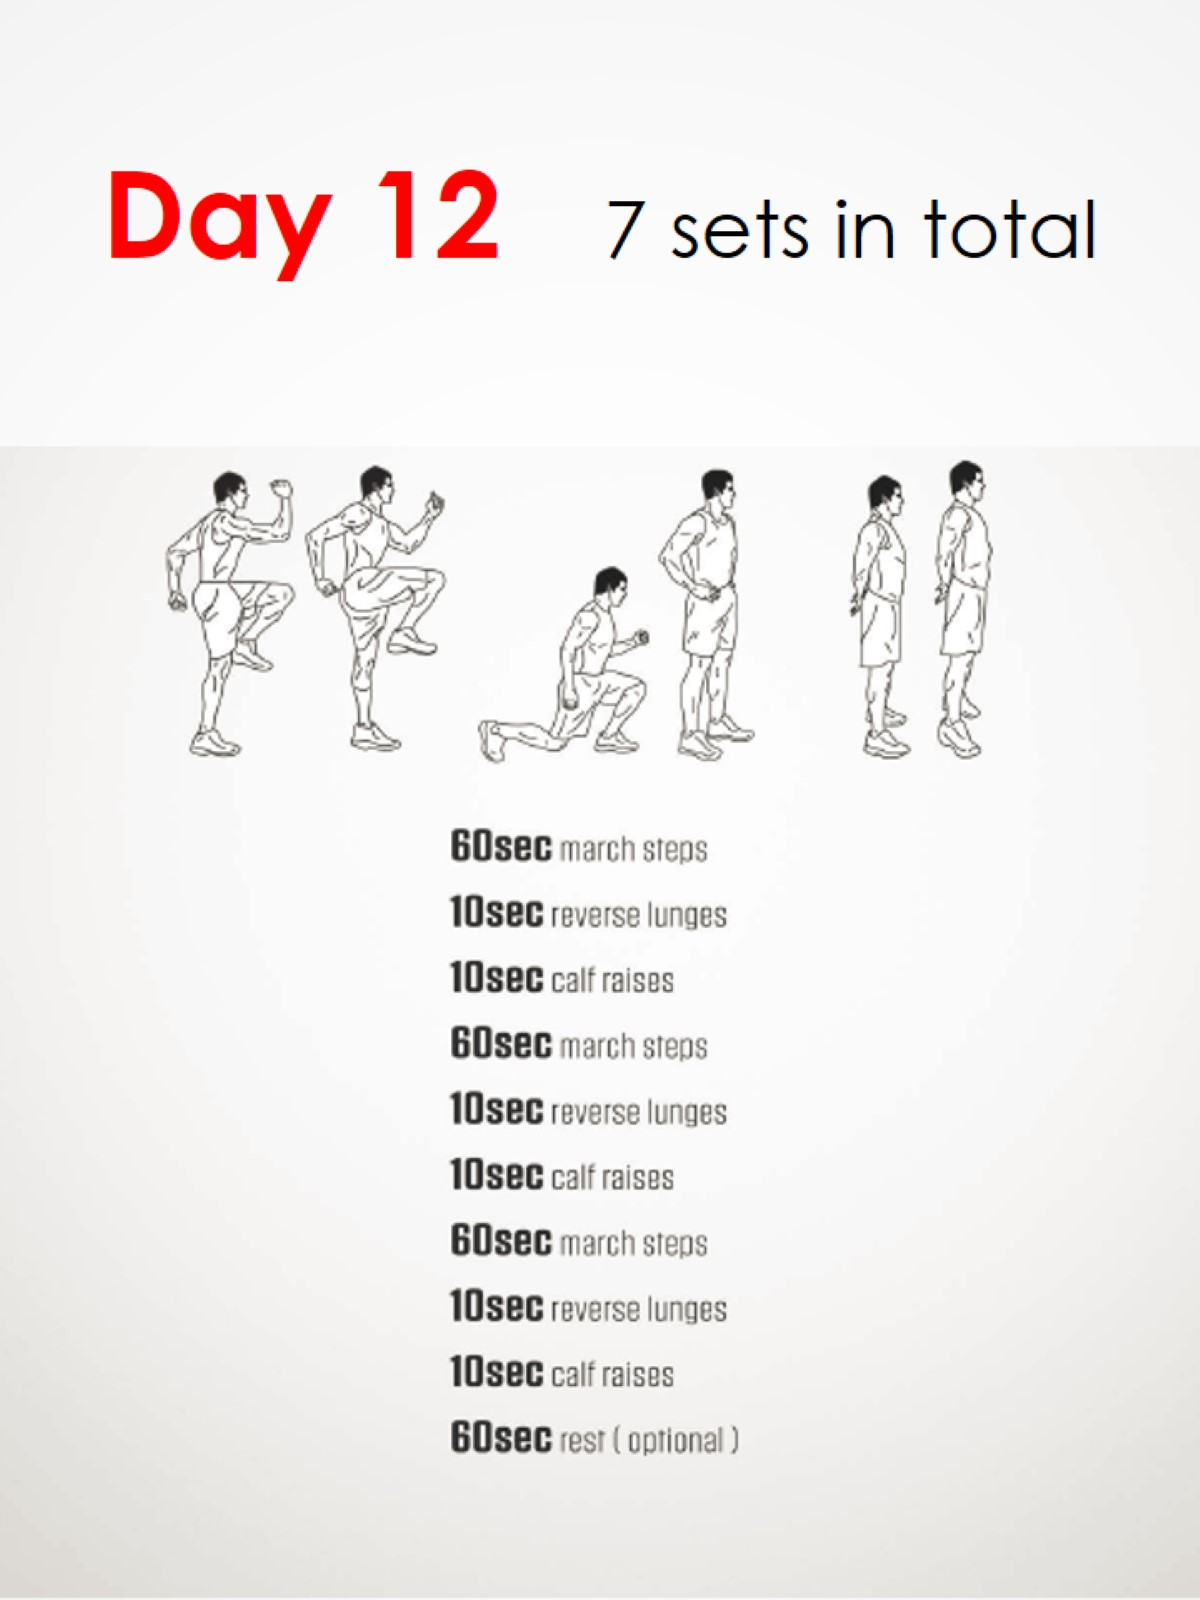 Day 12 7 sets in total
60sec march steps
10sec reverse lunges
10sec calf raises
60sec march steps
10sec reverse lunges
10sec calf raises
60sec march steps
10sec reverse lunges
10sec calf raises
60sec rest ( optional )